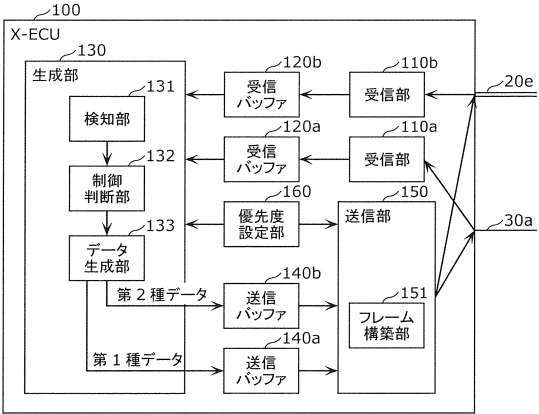 100
X-ECU
130
生成部
131
検知部
132
制御
判断部
133
データ
生成部
120b
受信
バッファ
110b
受信部
20e
120a
受信
バッファ
110a
受信部
30a
160
優先度
設定部
150
送信部
151
フレーム
構築部
第2種データ
140b
送信
バッファ
第1種データ
140a
送信
バッファ